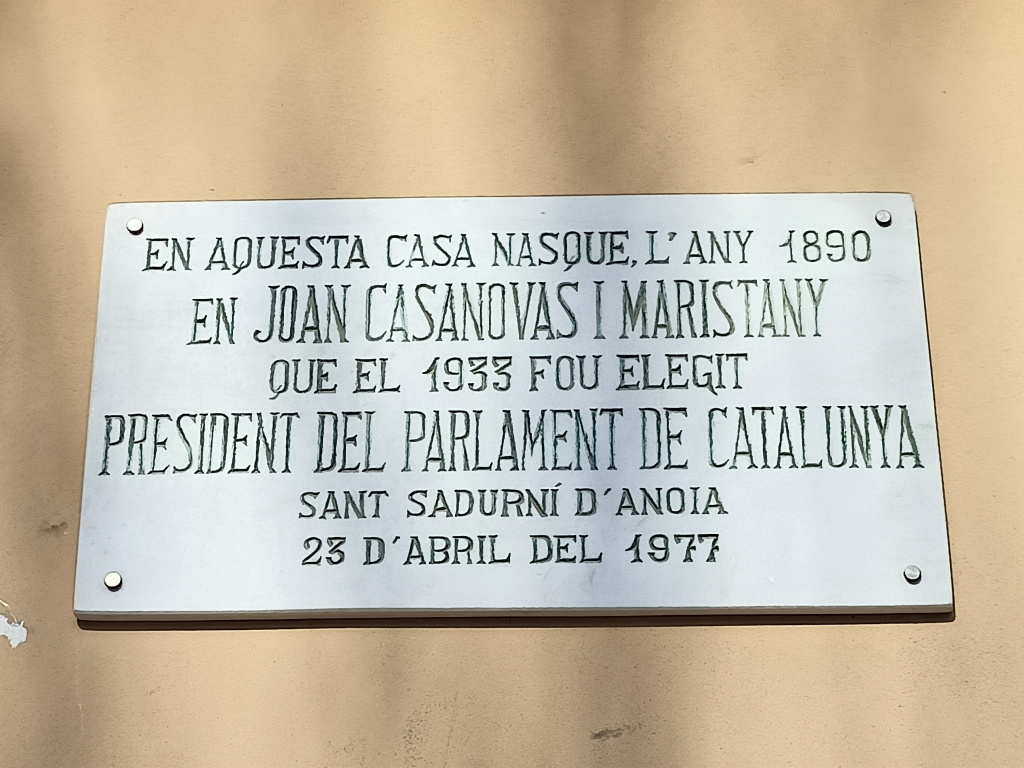 EN AQUESTA CASA NASQUE, L'ANY 1890
EN JOAN CASANOVAS I MARISTANY
QUE EL 1933 FOU ELEGIT
PRESIDENT DEL PARLAMENT DE CATALUNYA
SANT SADURNÍ D'ANOIA
23 D'ABRIL DEL 1977